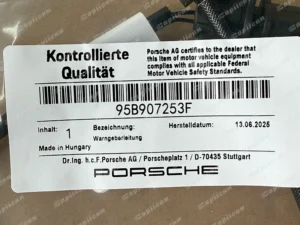 Kontrollierte
Qualität
Porsche AG certifies to the dealer that
this item of motor vehicle equipment
complies with all applicable Federal
Motor Vehicle Safety Standards.
95B907253F
Inhalt: 1 Bezeichnung: Herstelldatum: 13.06.2025
Warngeberleitung
Made in Hungary
Dr.Ing. h.c.F.Porsche AG / Porscheplatz 1 / D-70435 Stuttgart
PORSCHE